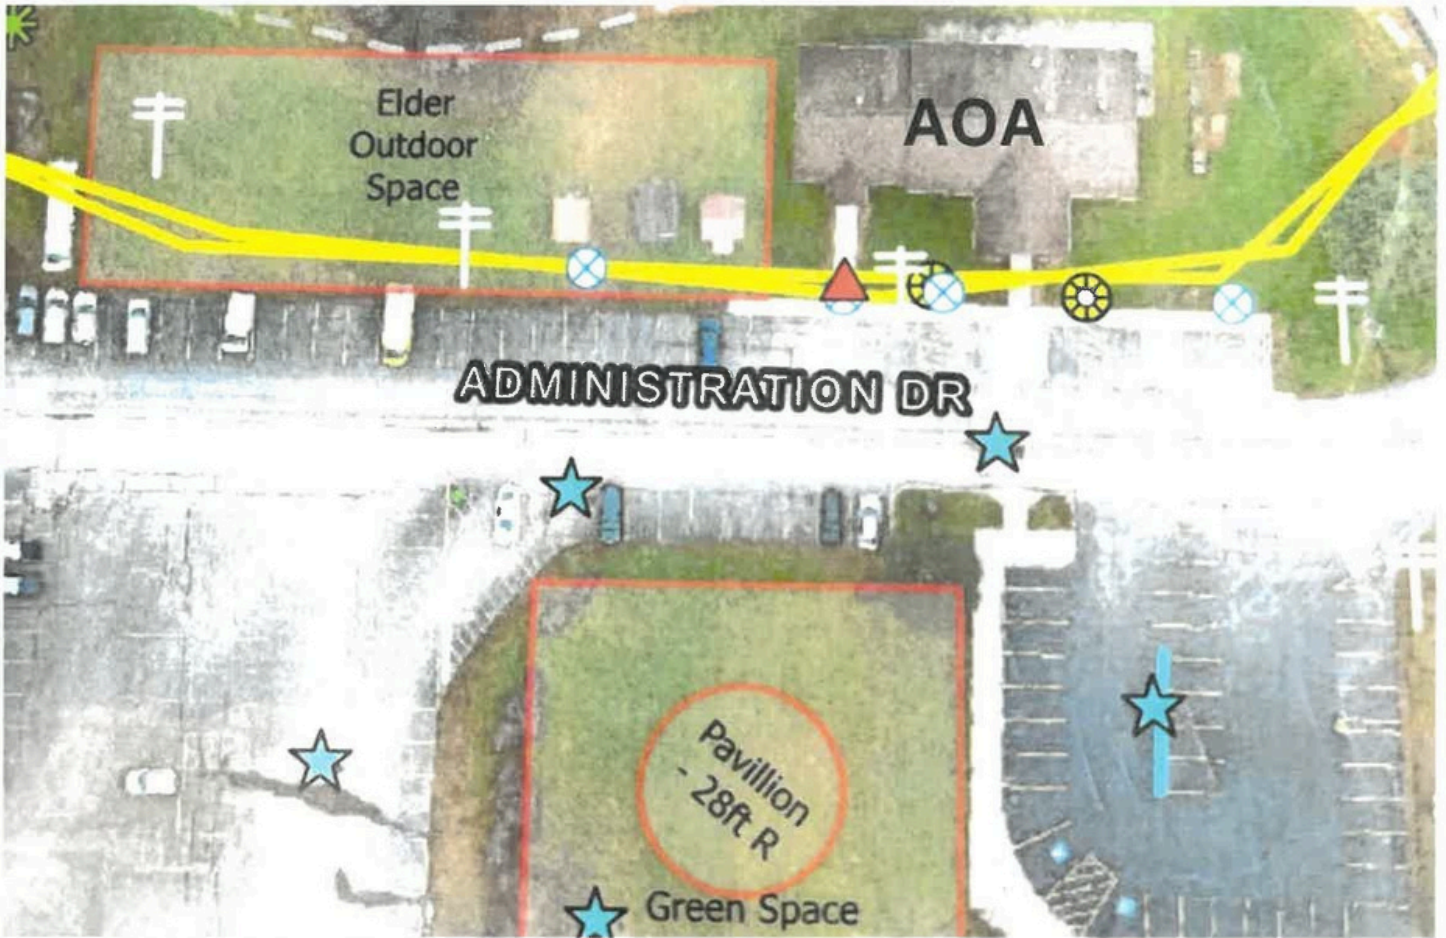 Elder
Outdoor
Space
AOA
ADMINISTRATION DR
Pavillion
- 28ft R
Green Space